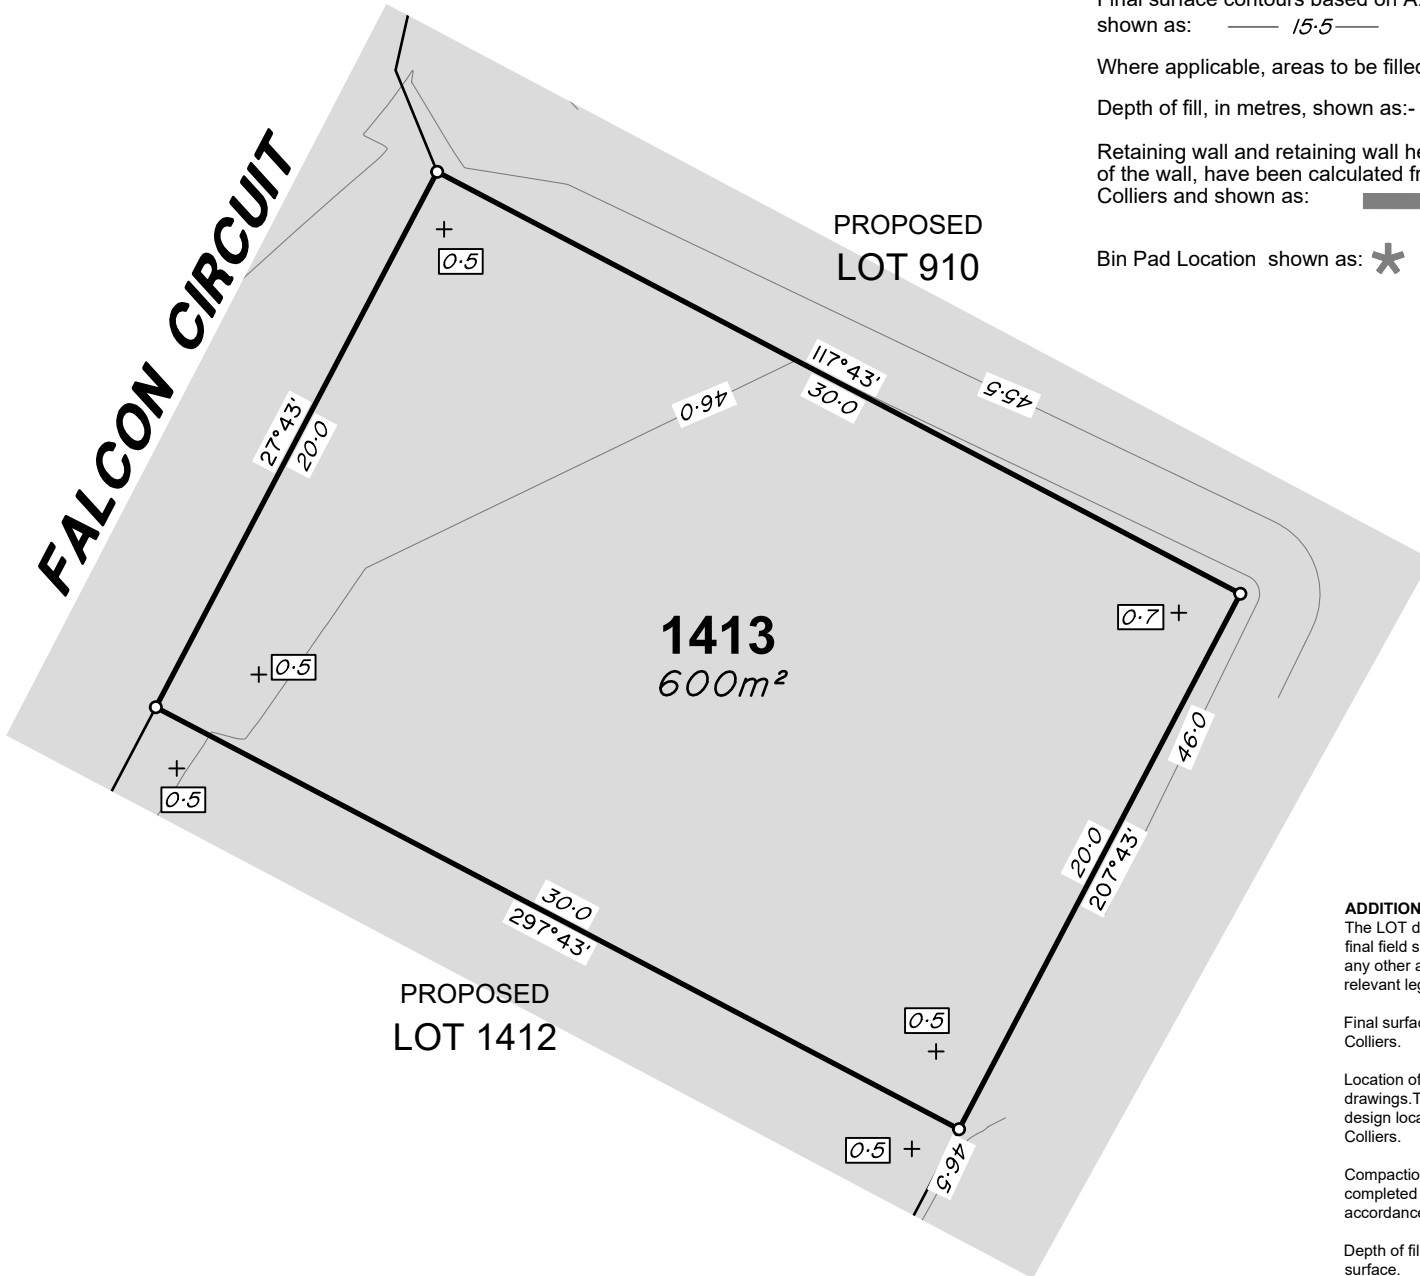 Final surface contours based on A
shown as: 15·5
Where applicable, areas to be filled
Depth of fill, in metres, shown as:-
Retaining wall and retaining wall he
of the wall, have been calculated fr
Colliers and shown as:
Bin Pad Location shown as:
FALCON CIRCUIT
PROPOSED
LOT 910
0·5
117°43'
30·0
45·5
46·0
27°43'
20·0
1413
600m²
0·7
0·5
46·0
0·5
20·0
207°43'
30·0
297°43'
PROPOSED
LOT 1412
0·5
0·5
46·5
ADDITION
The LOT d
final field s
any other a
relevant leg
Final surfac
Colliers.
Location of
drawings.T
design loca
Colliers.
Compactio
completed
accordance
Depth of fil
surface.